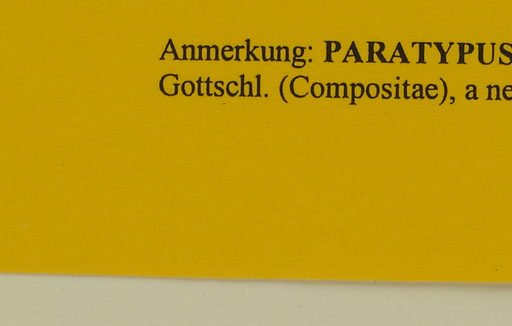 Anmerkung: PARATYPUS
Gottschl. (Compositae), a ne